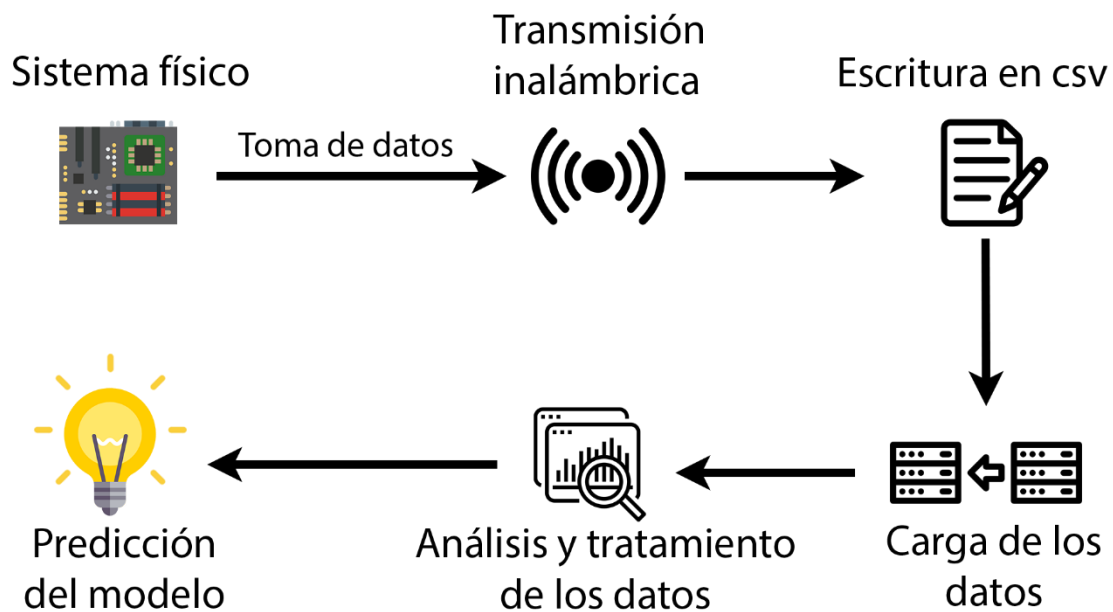 Sistema físico
Toma de datos
Transmisión
inalámbrica
Escritura en csv
Carga de los
datos
Análisis y tratamiento
de los datos
Predicción
del modelo